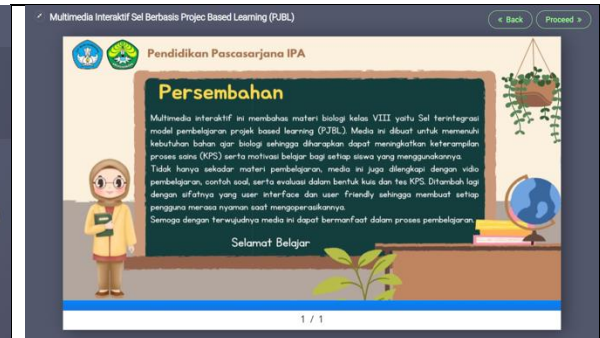 Multimedia Interaktif Sel Berbasis Projec Based Learning (PJBL)
« Back
Proceed »
Pendidikan Pascasarjana IPA
Persembahan
Multimedia interaktif ini membahas materi biologi kelas VIII yaitu Sel terintegrasi
model pembelajaran projek based learning (PJBL). Media ini dibuat untuk memenuhi
kebutuhan bahan ajar biologi sehingga diharapkan dapat meningkatkan keterampilan
proses sains (KPS) serta motivasi belajar bagi setiap siswa yang menggunakannya.
Tidak hanya sekadar materi pembelajaran, media ini juga dilengkapi dengan vidio
pembelajaran, contoh soal, serta evaluasi dalam bentuk kuis dan tes KPS. Ditambah lagi
dengan sifatnya yang user interface dan user friendly sehingga membuat setiap
pengguna merasa nyaman saat mengoperasikannya.
Semoga dengan terwujudnya media ini dapat bermanfaat dalam proses pembelajaran.
Selamat Belajar
1 / 1